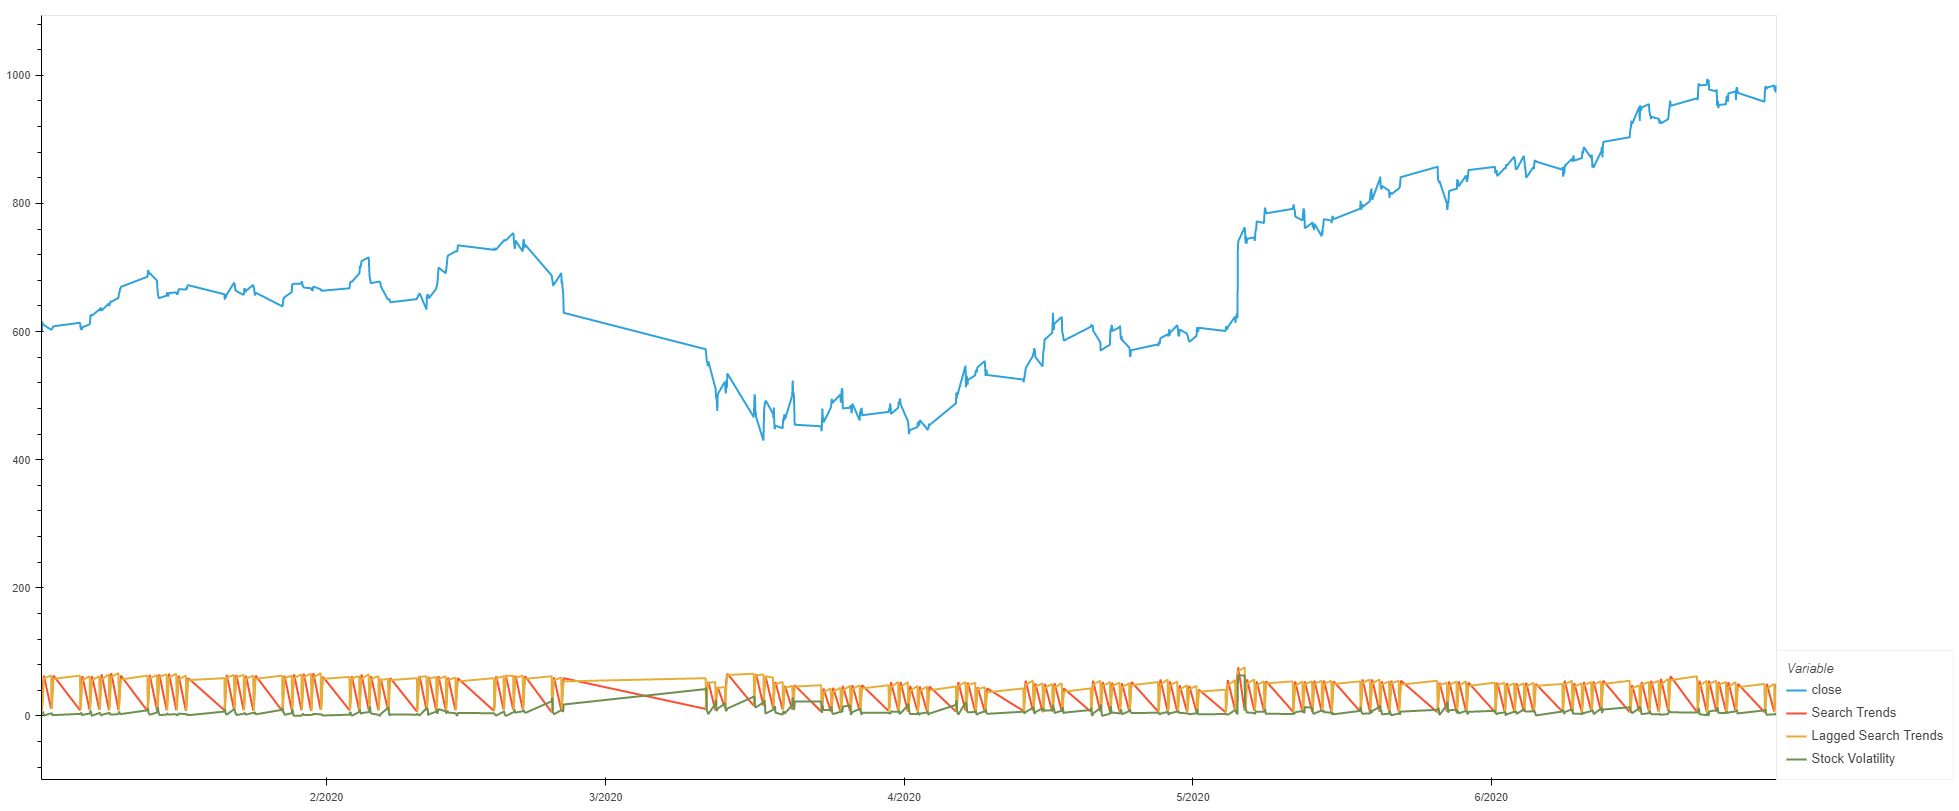 1000
800
600
400
200
0
2/2020
3/2020
4/2020
5/2020
6/2020
Variable
close
Search Trends
Lagged Search Trends
Stock Volatility